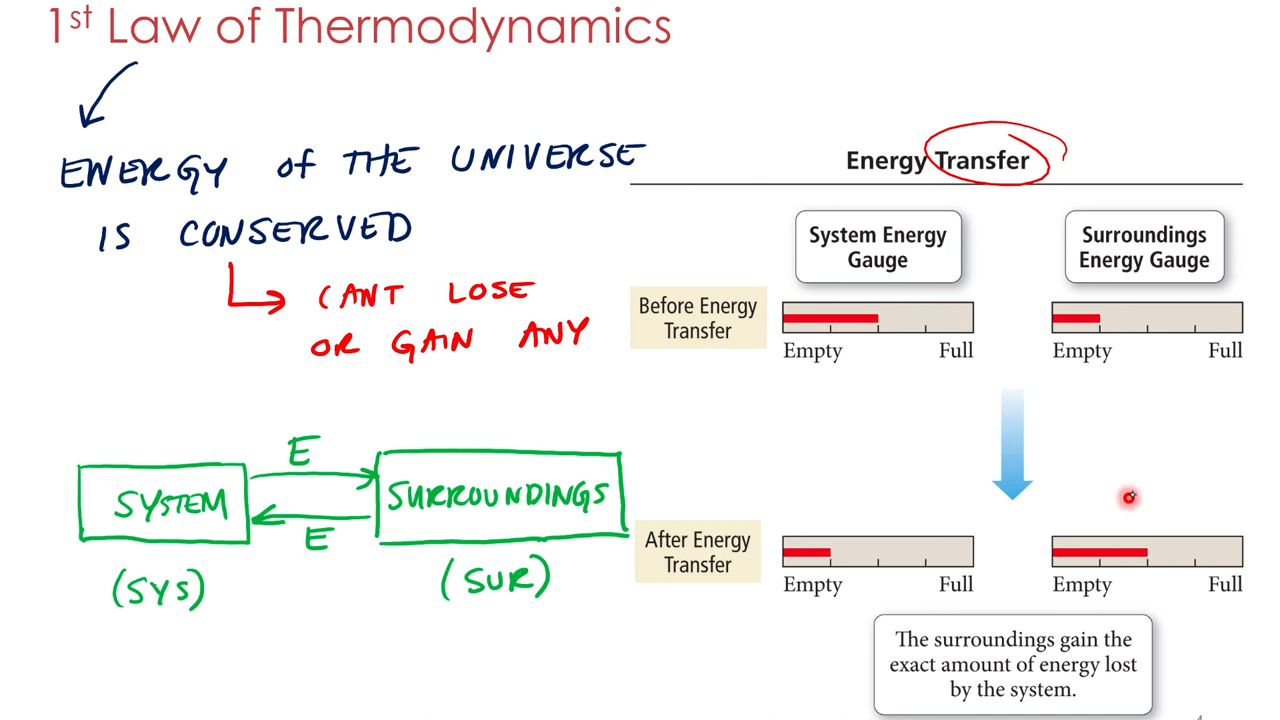 1st Law of Thermodynamics
ENERGY of THE UNIVERSE
IS CONSERVED
CANT LOSE
OR GAIN ANY
E
SYSTEM
SURROUNDINGS
E
(SYS)
(SUR)
Energy Transfer
System Energy
Gauge
Surroundings
Energy Gauge
Before Energy
Transfer
Empty Full
Empty Full
After Energy
Transfer
Empty Full
Empty Full
The surroundings gain the
exact amount of energy lost
by the system.